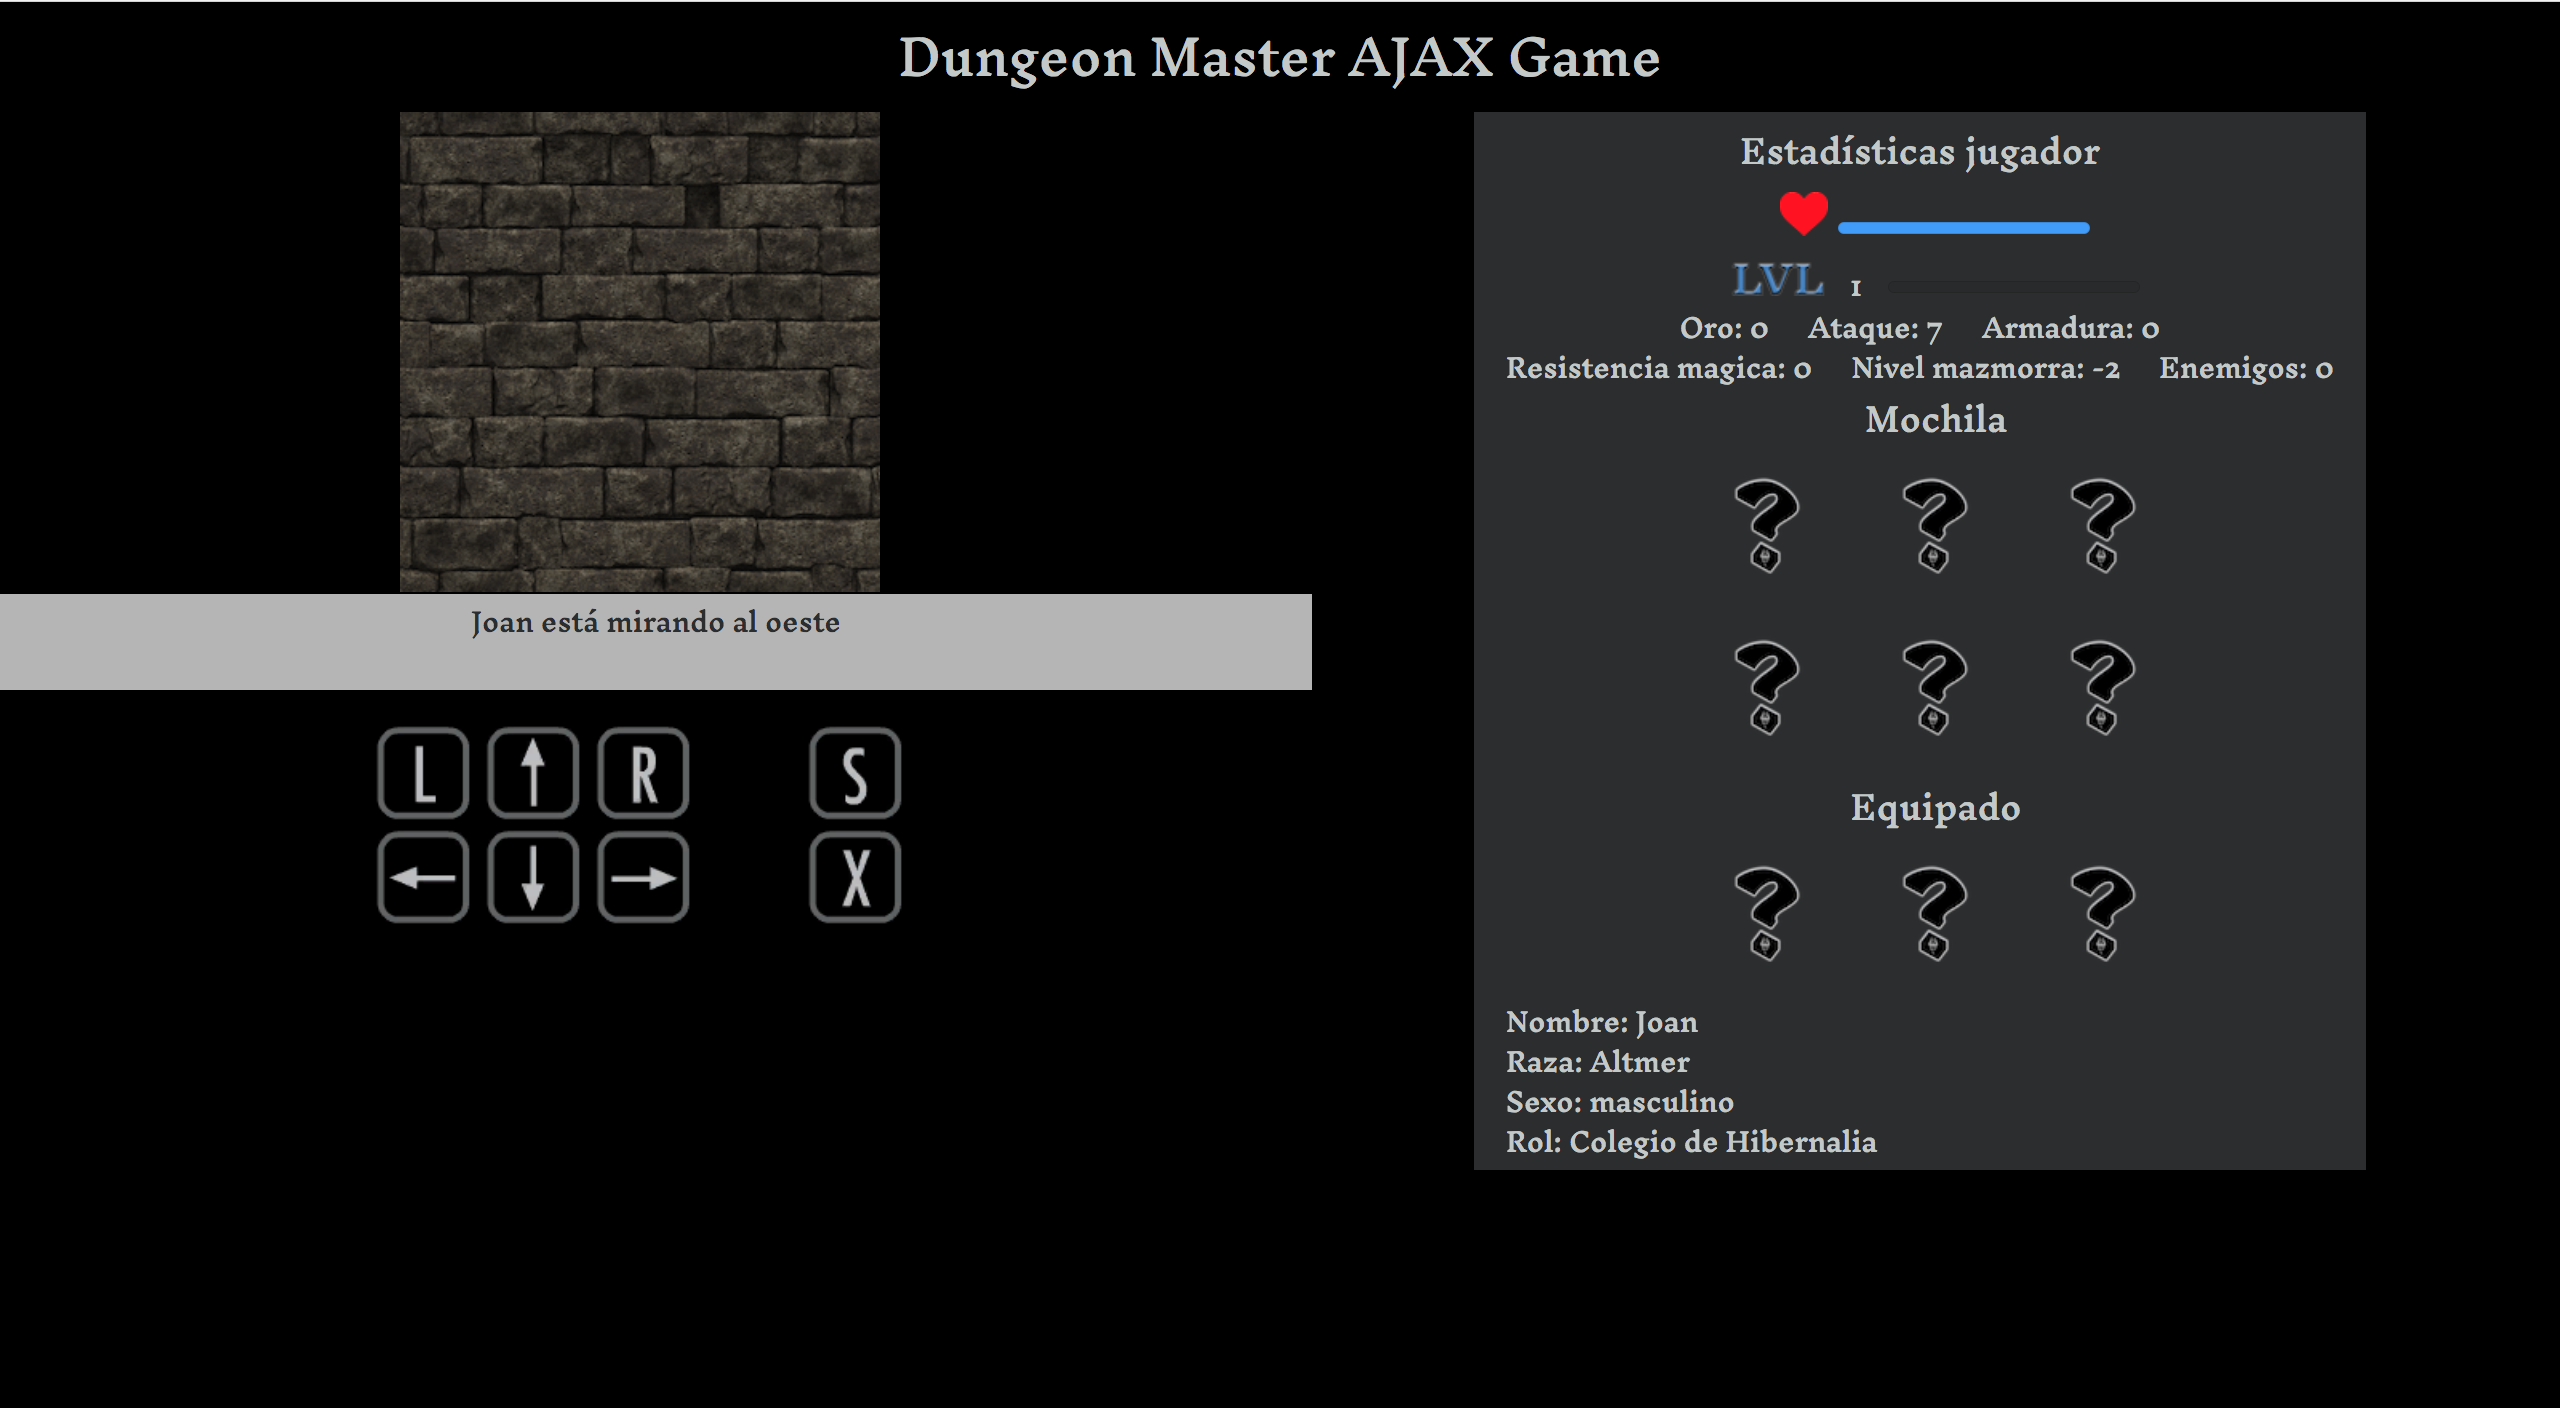 Dungeon Master AJAX Game
Joan está mirando al oeste
L R S
X
Estadísticas jugador
LVL 1
Oro: 0 Ataque: 7 Armadura: 0
Resistencia magica: 0 Nivel mazmorra: -2 Enemigos: 0
Mochila
? ? ?
? ? ?
Equipado
? ? ?
Nombre: Joan
Raza: Altmer
Sexo: masculino
Rol: Colegio de Hibernalia